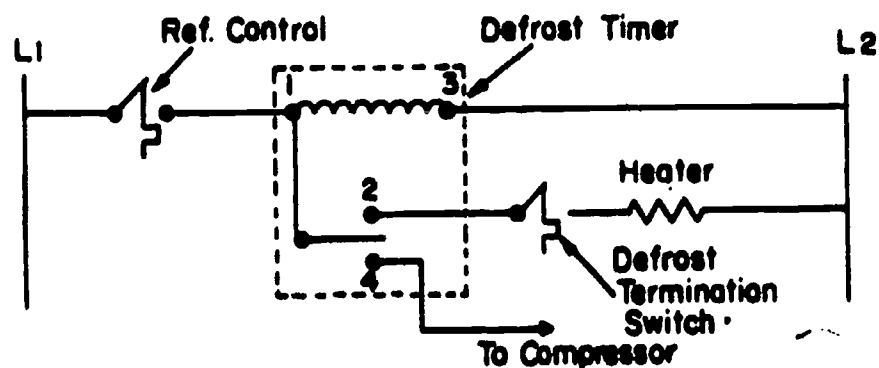 Ref. Control
Defrost Timer
L1
L2
1
3
2
Heater
4
Defrost
Termination
Switch
To Compressor